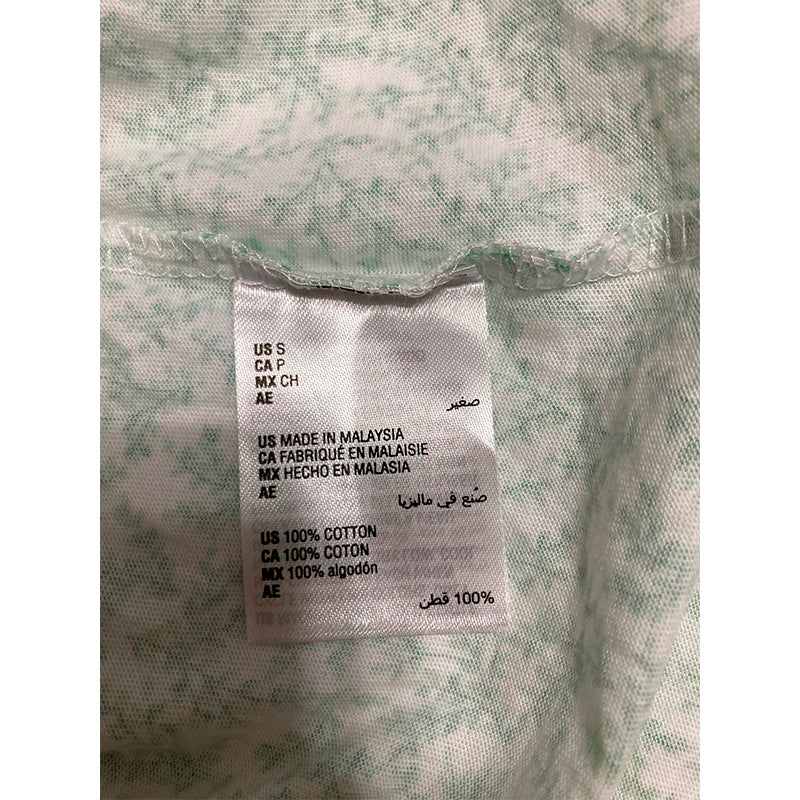 US S
CA P
MX CH
AE
صغير
US MADE IN MALAYSIA
CA FABRIQUÉ EN MALAISIE
MX HECHO EN MALASIA
AE
صُنع في ماليزيا
US 100% COTTON
CA 100% COTON
MX 100% algodón
AE
100% قطن